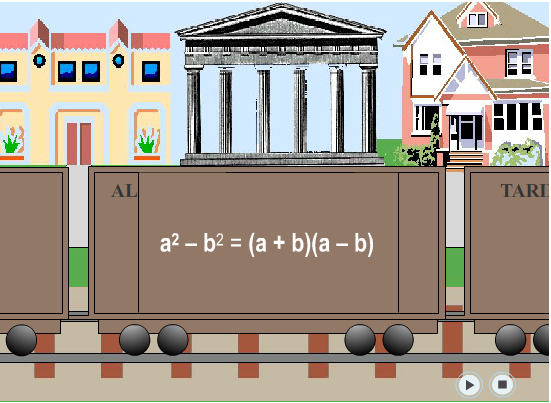 AL
TARD
a² – b² = (a + b)(a – b)